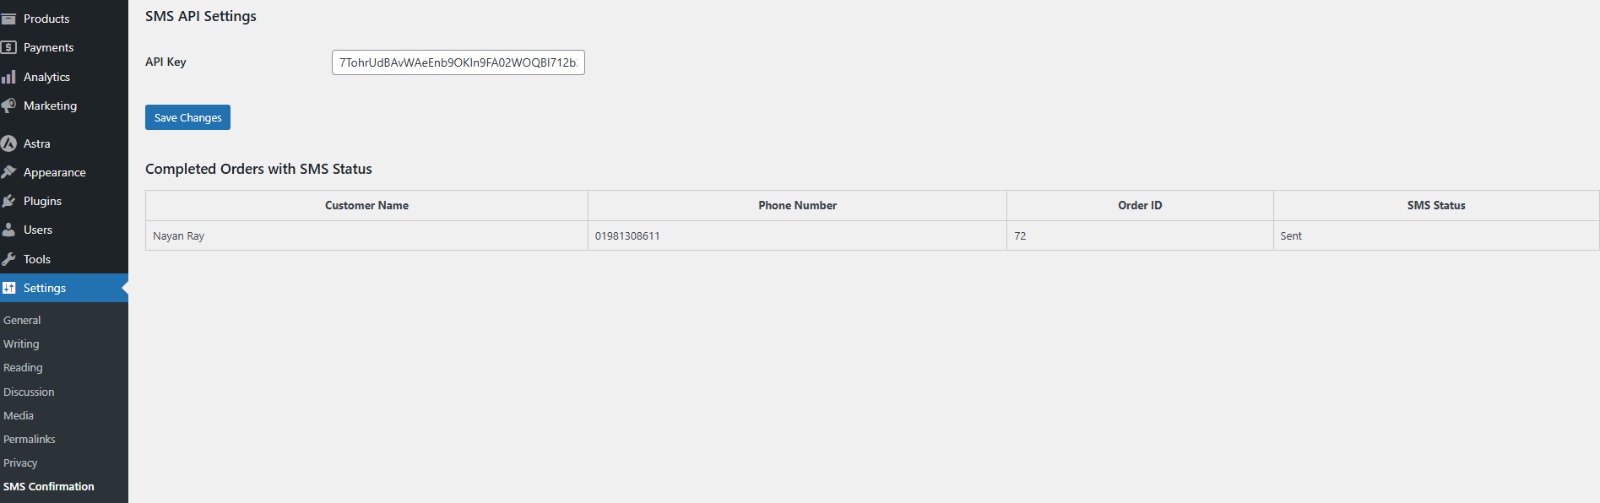 Products
Payments
Analytics
Marketing
Astra
Appearance
Plugins
Users
Tools
Settings
General
Writing
Reading
Discussion
Media
Permalinks
Privacy
SMS Confirmation
SMS API Settings
API Key
7TohrUdBAvWAeEnb9OKIn9FA02WOQBI712b
Save Changes
Completed Orders with SMS Status
Customer Name Phone Number Order ID SMS Status
Nayan Ray 01981308611 72 Sent